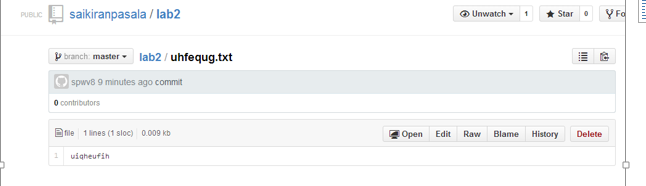 PUBLIC saikiranpasala / lab2 Unwatch 1 Star 0 Fo
branch: master lab2 / uhfequg.txt
spwv8 9 minutes ago commit
0 contributors
file 1 lines (1 sloc) 0.009 kb Open Edit Raw Blame History Delete
1 uiqheufih